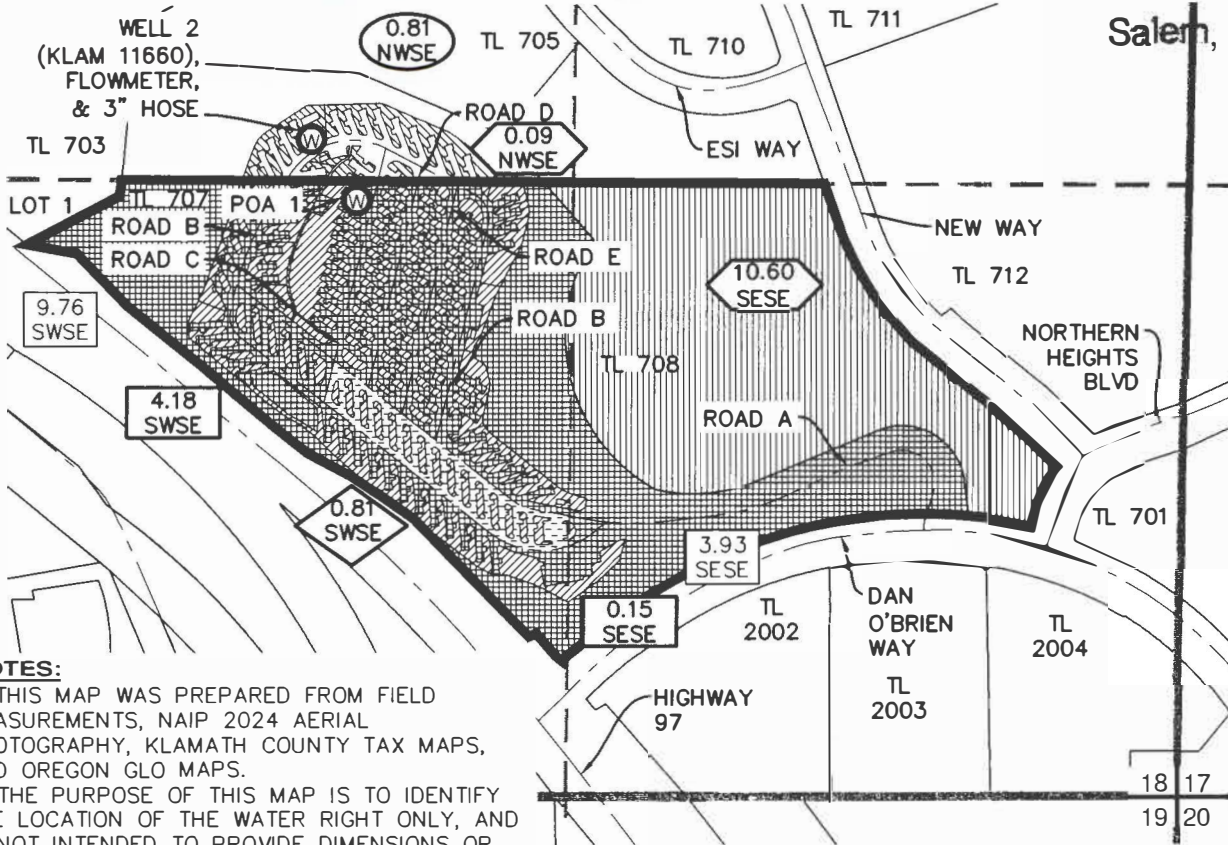 WELL 2
(KLAM 11660),
FLOWMETER,
& 3" HOSE
0.81
NWSE
TL 705
TL 710
TL 711
Salem,
TL 703
ROAD D
0.09
NWSE
ESI WAY
LOT 1
TL 707
POA 1
W
W
ROAD B
ROAD C
ROAD E
ROAD B
NEW WAY
10.60
SESE
TL 712
9.76
SWSE
TL 708
NORTHERN
HEIGHTS
BLVD
4.18
SWSE
ROAD A
0.81
SWSE
TL 701
3.93
SESE
0.15
SESE
TL
2002
DAN
O'BRIEN
WAY
TL
2003
TL
2004
HIGHWAY
97
OTES:
THIS MAP WAS PREPARED FROM FIELD
ASUREMENTS, NAIP 2024 AERIAL
OTOGRAPHY, KLAMATH COUNTY TAX MAPS,
D OREGON GLO MAPS.
THE PURPOSE OF THIS MAP IS TO IDENTIFY
E LOCATION OF THE WATER RIGHT ONLY, AND
NOT INTENDED TO PROVIDE DIMENSIONS OR
18 17
19 20